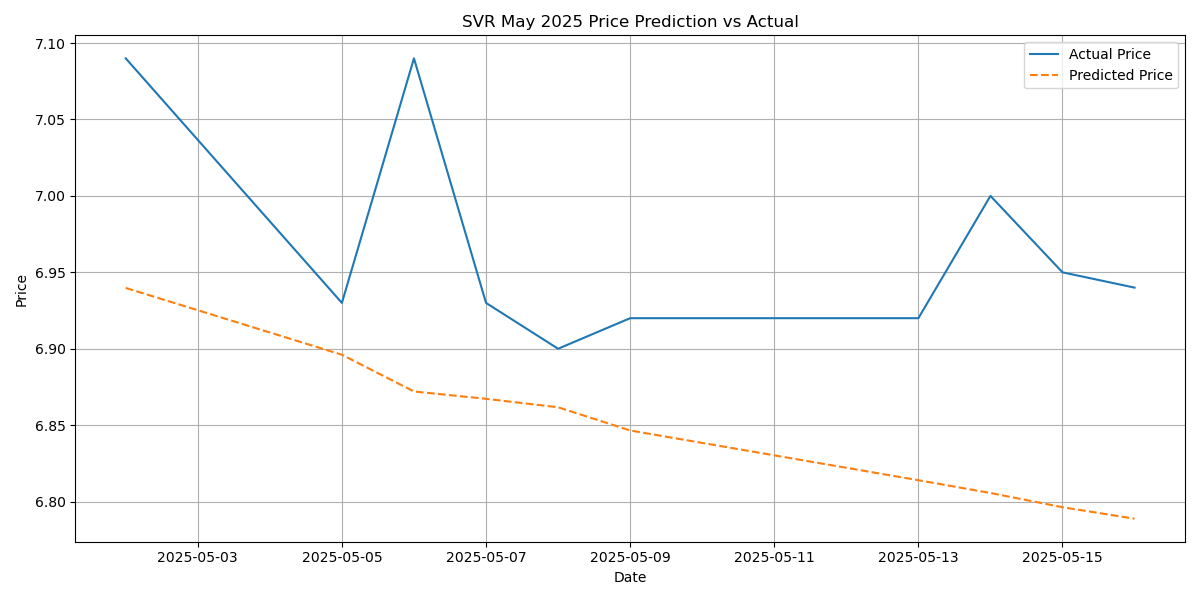 SVR May 2025 Price Prediction vs Actual
Actual Price
Predicted Price
Price
7.10
7.05
7.00
6.95
6.90
6.85
6.80
2025-05-03 2025-05-05 2025-05-07 2025-05-09 2025-05-11 2025-05-13 2025-05-15
Date